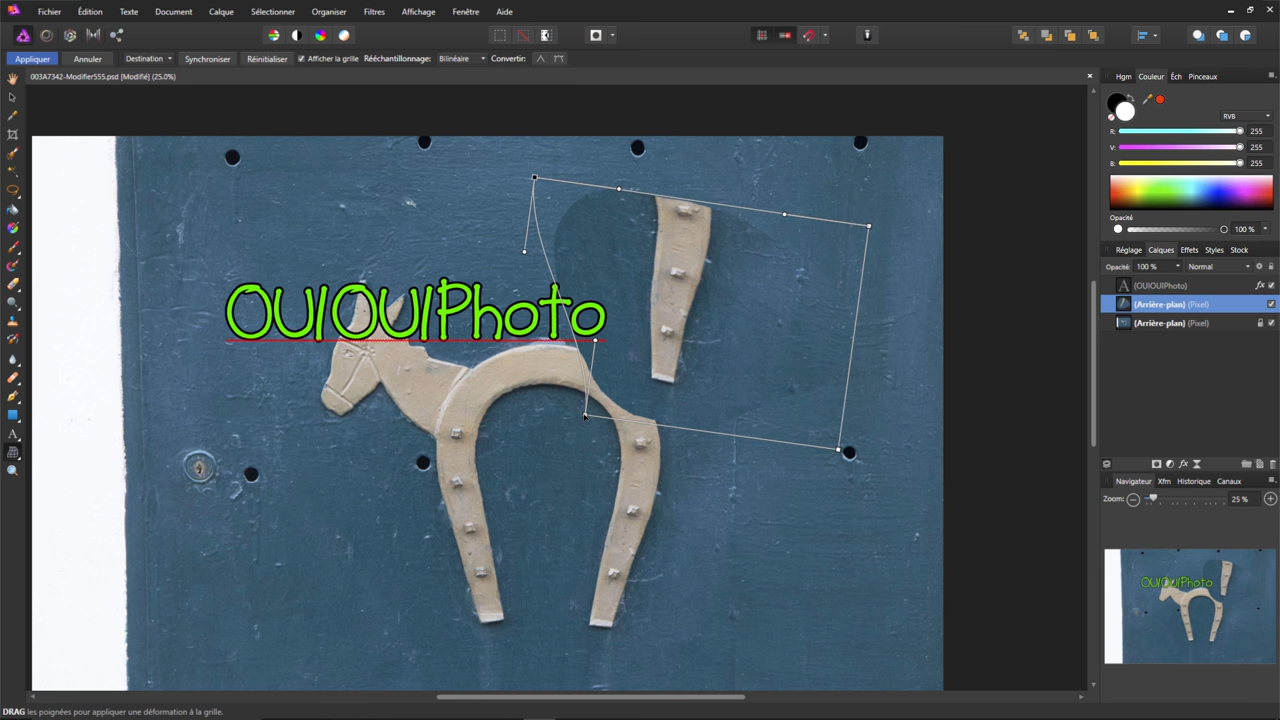 Fichier Édition Texte Document Calque Sélectionner Organiser Filtres Affichage Fenêtre Aide
Appliquer Annuler Destination Synchroniser Réinitialiser Afficher la grille Rééchantillonnage: Bilinéaire Convertir:
003A7342-Modifier555.psd [Modifié] (25.0%)
Hgm Couleur Éch Pinceaux
RVB
R: 255
V: 255
B: 255
Opacité
100 %
Réglage Calques Effets Styles Stock
Opacité: 100 % Normal
(OUIOUIPhoto)
(Arrière-plan) (Pixel)
(Arrière-plan) (Pixel)
OUIOUIPhoto
Navigateur Xfm Historique Canaux
Zoom: 25 %
OUIOUIPhoto
DRAG les poignées pour appliquer une déformation à la grille.